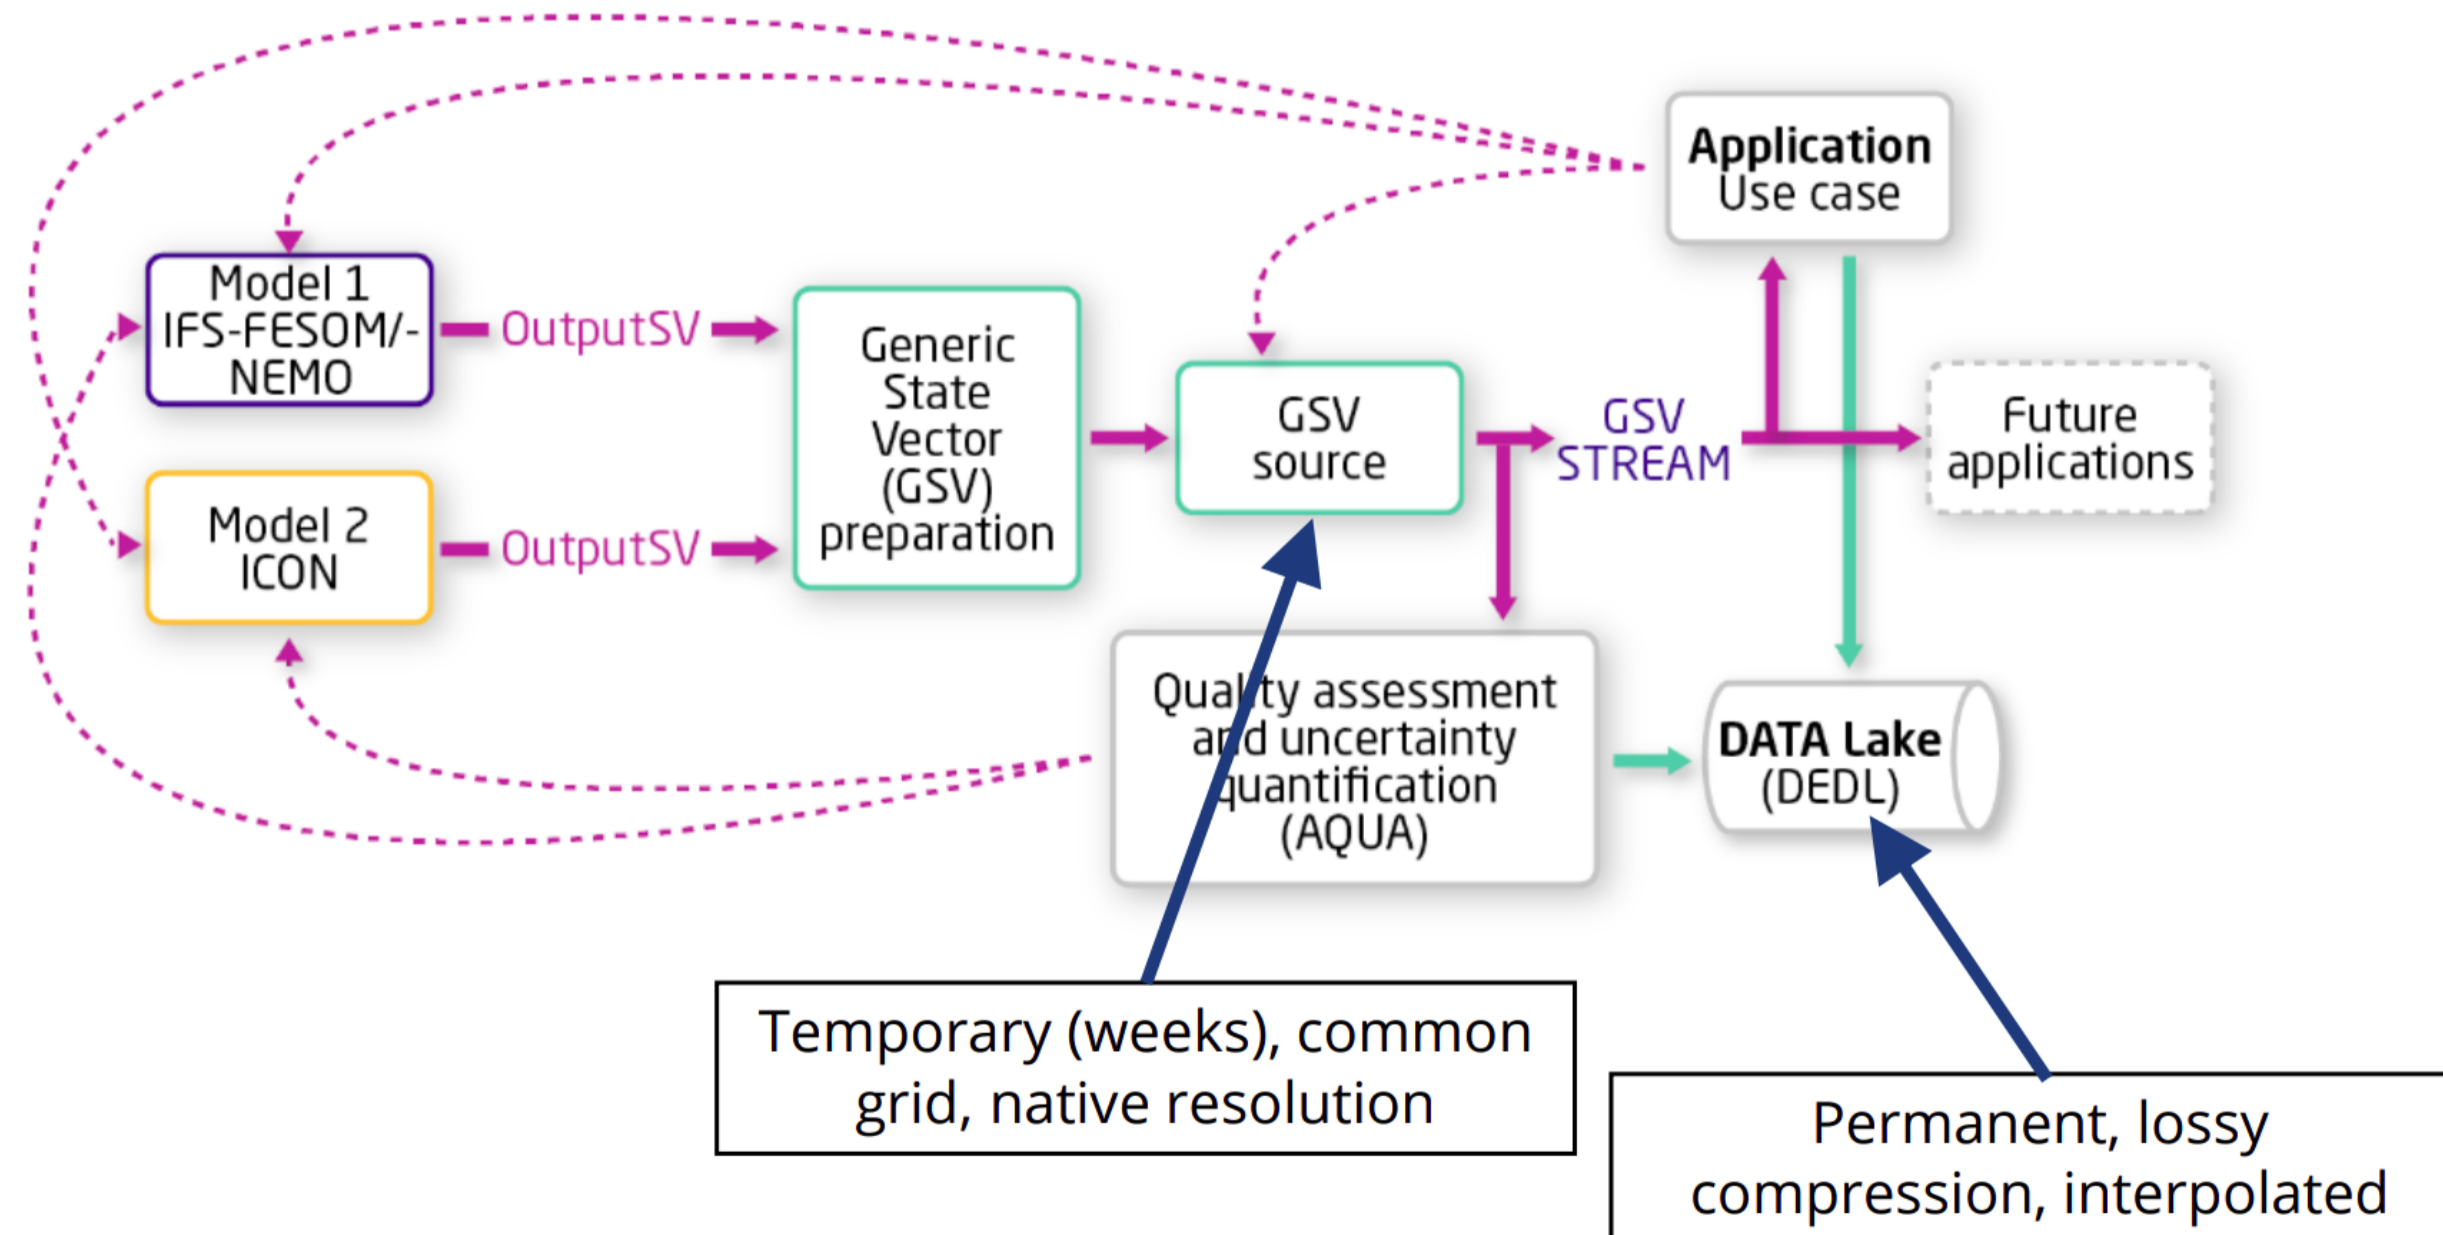 Application
Use case
Model 1
IFS-FESOM/-
NEMO
OutputSV
Generic
State
Vector
(GSV)
preparation
GSV
source
GSV
STREAM
Future
applications
Model 2
ICON
OutputSV
Quality assessment
and uncertainty
quantification
(AQUA)
DATA Lake
(DEDL)
Temporary (weeks), common
grid, native resolution
Permanent, lossy
compression, interpolated